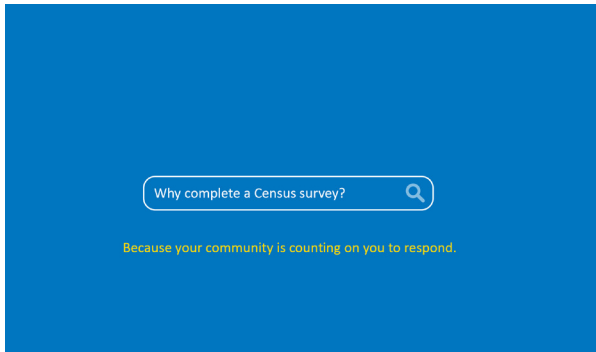 Why complete a Census survey?
Because your community is counting on you to respond.